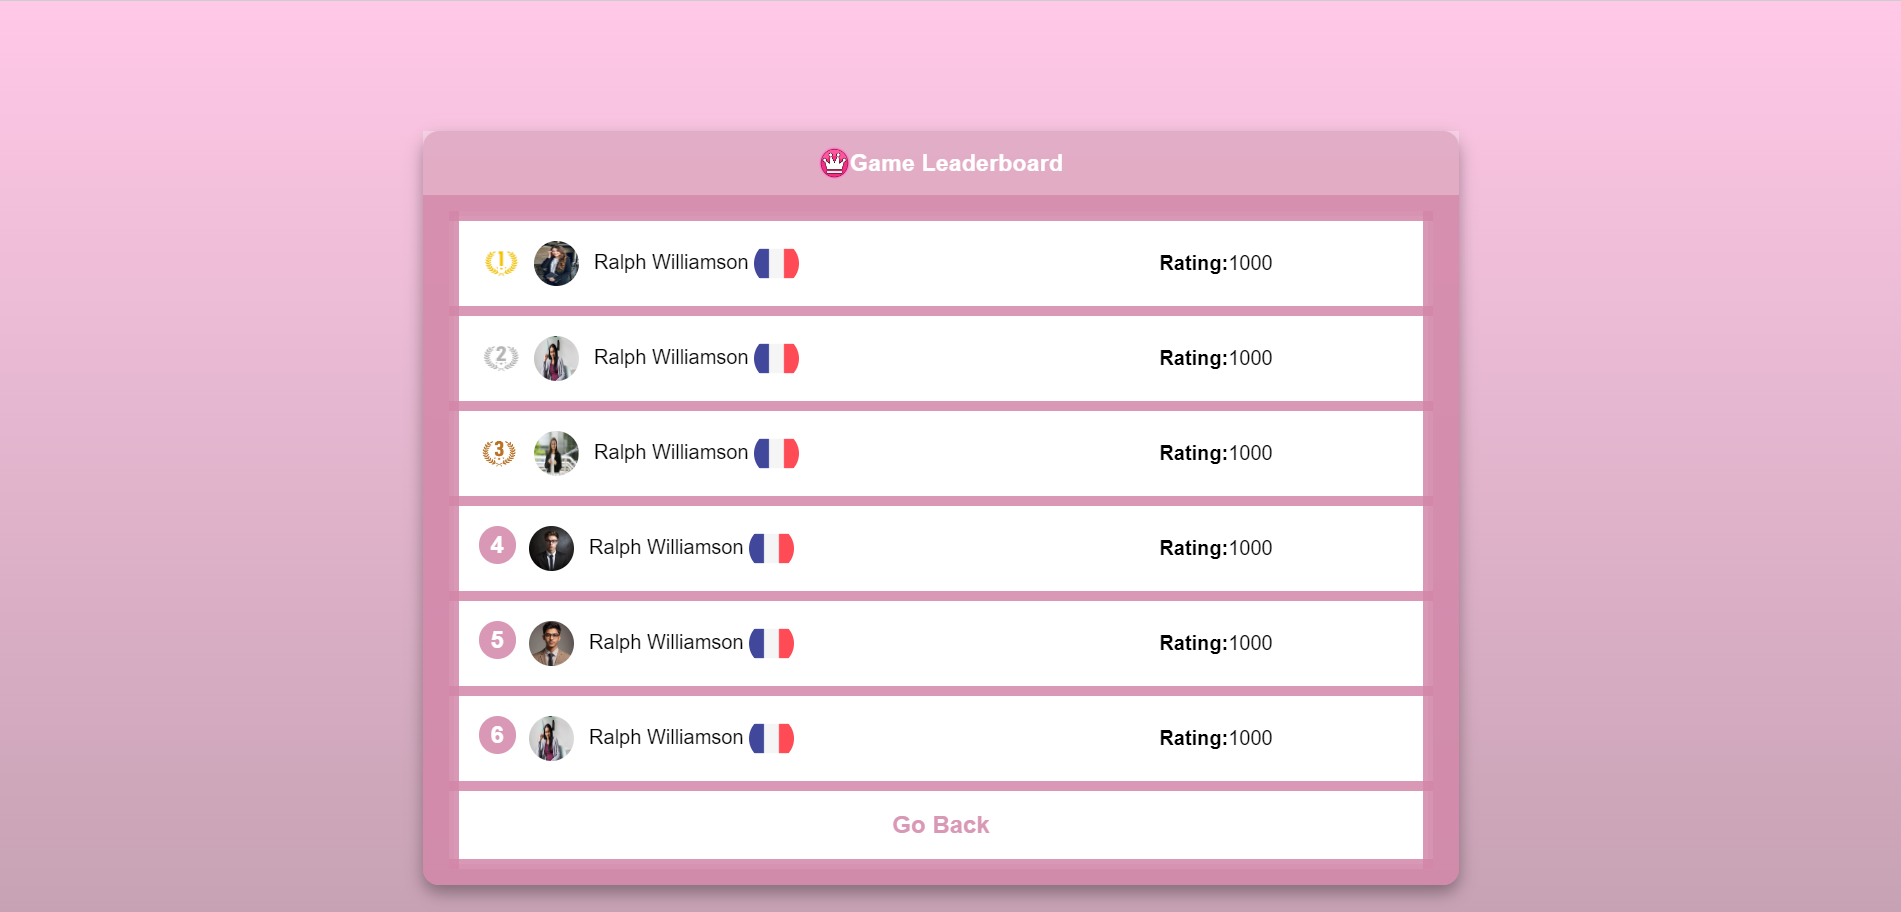 Game Leaderboard
1 Ralph Williamson Rating:1000
2 Ralph Williamson Rating:1000
3 Ralph Williamson Rating:1000
4 Ralph Williamson Rating:1000
5 Ralph Williamson Rating:1000
6 Ralph Williamson Rating:1000
Go Back